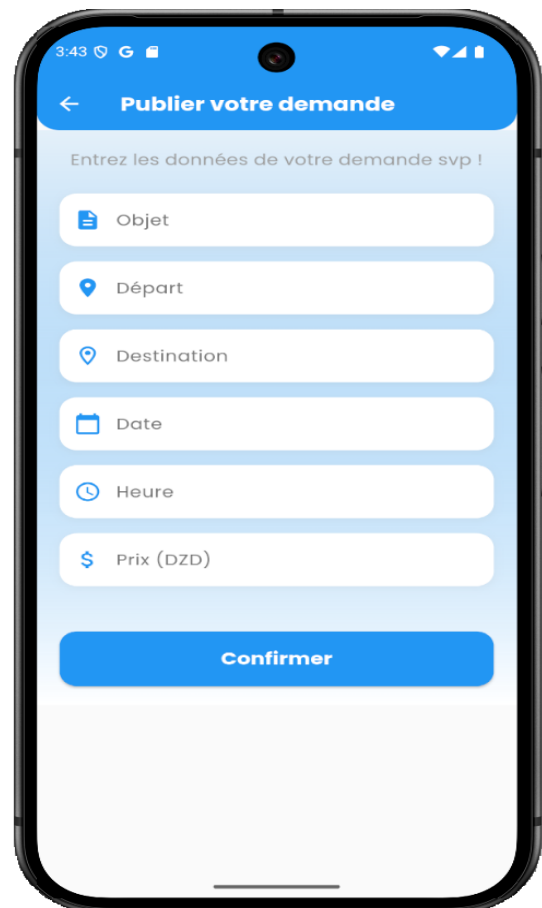 3:43 G
Publier votre demande
Entrez les données de votre demande svp !
Objet
Départ
Destination
Date
Heure
$ Prix (DZD)
Confirmer